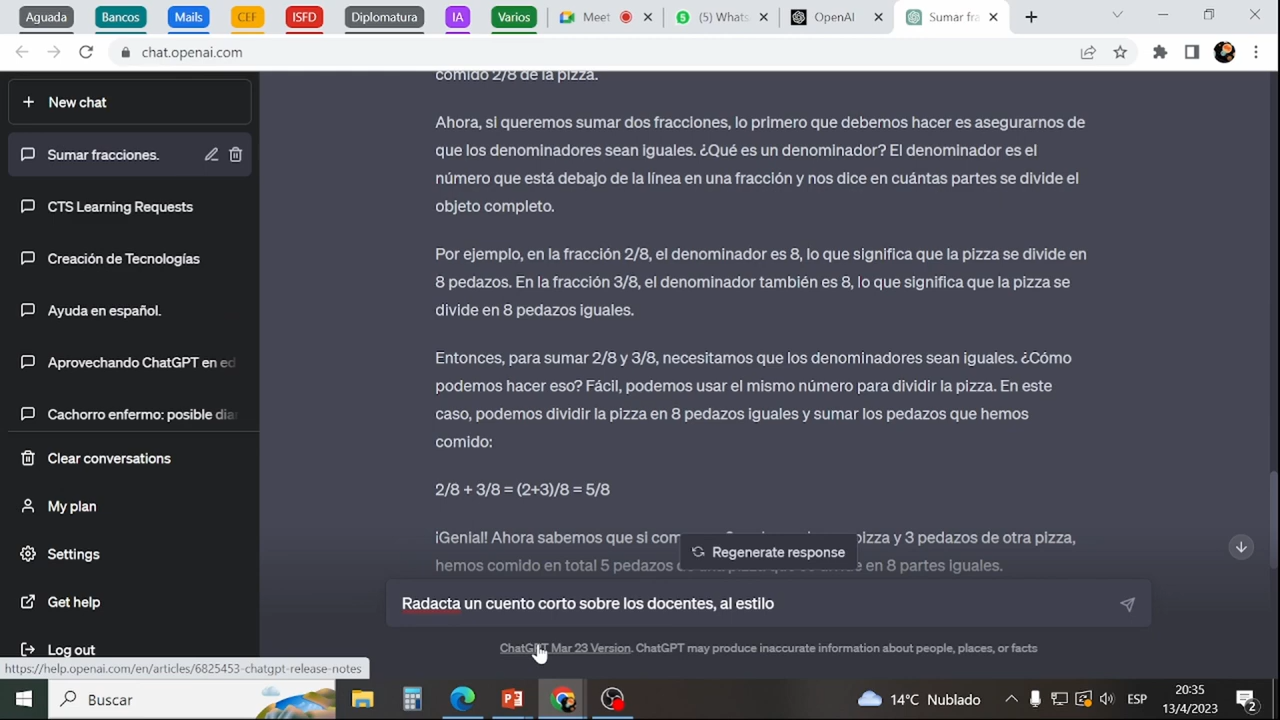 Aguada Bancos Mails CEF ISFD Diplomatura IA Varios Meet (5) Whats OpenAI Sumar fra
chat.openai.com
New chat
Sumar fracciones.
CTS Learning Requests
Creación de Tecnologías
Ayuda en español.
Aprovechando ChatGPT en ed
Cachorro enfermo: posible dia
Clear conversations
My plan
Settings
Get help
Log out
https://help.openai.com/en/articles/6825453-chatgpt-release-notes
comido 2/8 de la pizza.
Ahora, si queremos sumar dos fracciones, lo primero que debemos hacer es asegurarnos de
que los denominadores sean iguales. ¿Qué es un denominador? El denominador es el
número que está debajo de la línea en una fracción y nos dice en cuántas partes se divide el
objeto completo.
Por ejemplo, en la fracción 2/8, el denominador es 8, lo que significa que la pizza se divide en
8 pedazos. En la fracción 3/8, el denominador también es 8, lo que significa que la pizza se
divide en 8 pedazos iguales.
Entonces, para sumar 2/8 y 3/8, necesitamos que los denominadores sean iguales. ¿Cómo
podemos hacer eso? Fácil, podemos usar el mismo número para dividir la pizza. En este
caso, podemos dividir la pizza en 8 pedazos iguales y sumar los pedazos que hemos
comido:
2/8 + 3/8 = (2+3)/8 = 5/8
¡Genial! Ahora sabemos que si com pizza y 3 pedazos de otra pizza,
hemos comido en total 5 pedazos en 8 partes iguales.
Regenerate response
Radacta un cuento corto sobre los docentes, al estilo
ChatGPT Mar 23 Version. ChatGPT may produce inaccurate information about people, places, or facts
Buscar
14°C Nublado
ESP
20:35
13/4/2023
2